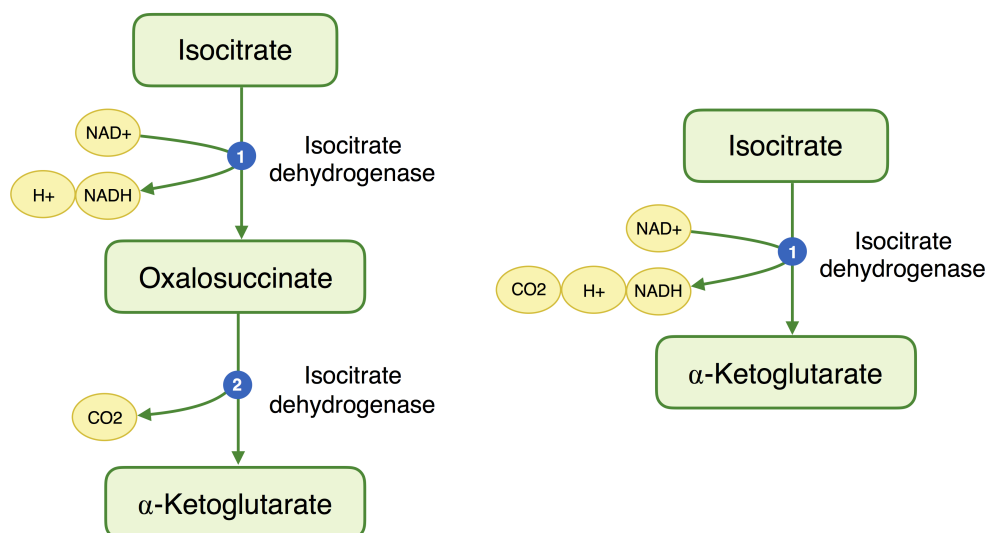 Isocitrate
NAD+
1
Isocitrate
dehydrogenase
H+
NADH
Oxalosuccinate
2
Isocitrate
dehydrogenase
CO2
α-Ketoglutarate
Isocitrate
NAD+
1
Isocitrate
dehydrogenase
CO2
H+
NADH
α-Ketoglutarate